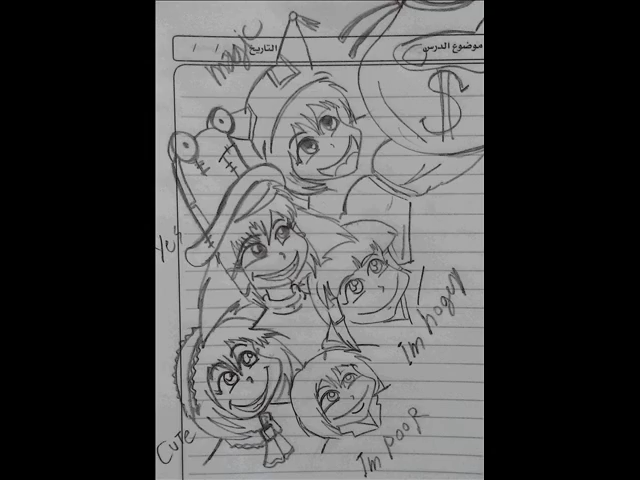 موضوع الدرس
التاريخ / /
magic
$
Yes
Im hogry
Cute
Im poor